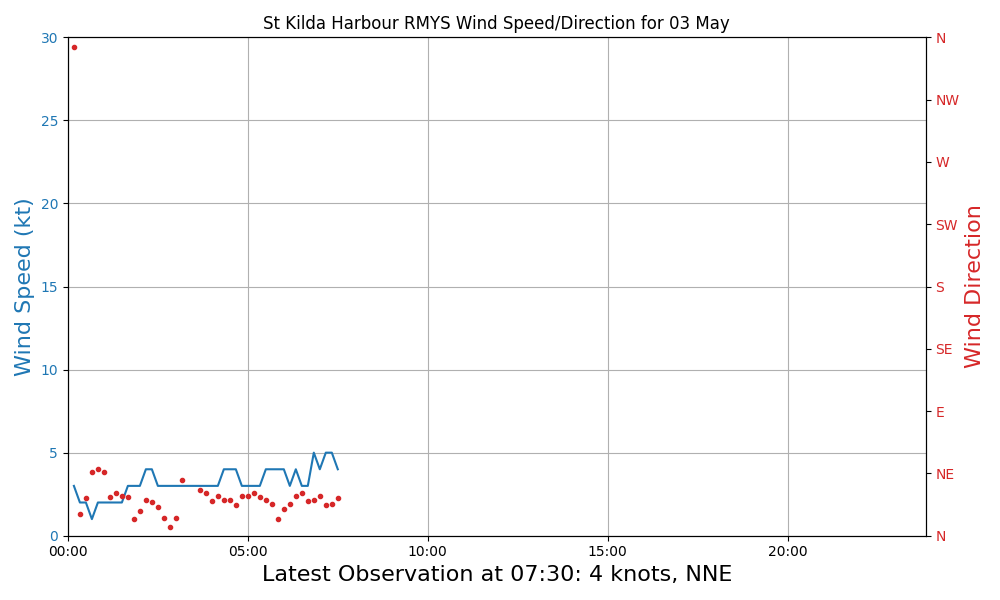 St Kilda Harbour RMYS Wind Speed/Direction for 03 May
30
25
20
15
10
5
0
Wind Speed (kt)
N
NW
W
SW
S
SE
E
NE
N
Wind Direction
00:00
05:00
10:00
15:00
20:00
Latest Observation at 07:30: 4 knots, NNE